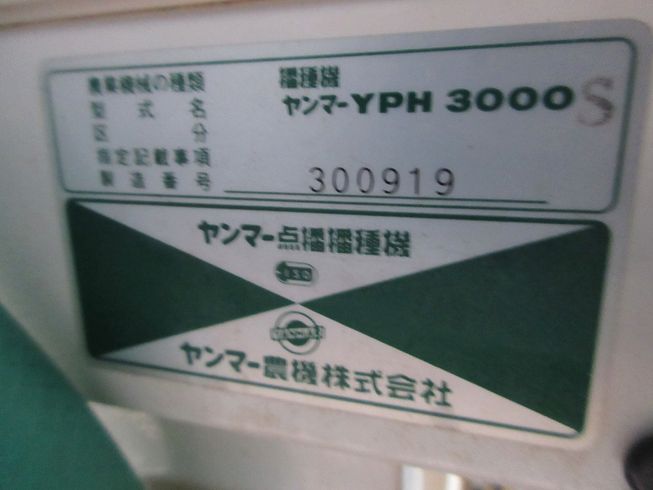 農業機械の種類 播種機
型式名 ヤンマーYPH 3000S
区分
指定記載事項
製造番号 300919
ヤンマー点播播種機
ヤンマー農機株式会社